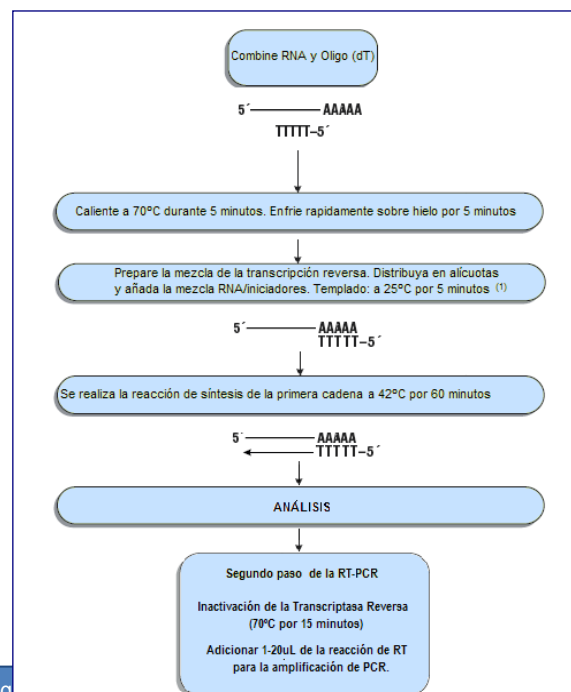 Combine RNA y Oligo (dT)
5´ AAAAA
TTTTT–5´
Caliente a 70ºC durante 5 minutos. Enfrie rapidamente sobre hielo por 5 minutos
Prepare la mezcla de la transcripción reversa. Distribuya en alícuotas
y añada la mezcla RNA/iniciadores. Templado: a 25ºC por 5 minutos (1)
5´ AAAAA
TTTTT–5´
Se realiza la reacción de síntesis de la primera cadena a 42ºC por 60 minutos
5´ AAAAA
TTTTT–5´
ANÁLISIS
Segundo paso de la RT-PCR
Inactivación de la Transcriptasa Reversa
(70ºC por 15 minutos)
Adicionar 1-20uL de la reacción de RT
para la amplificación de PCR.